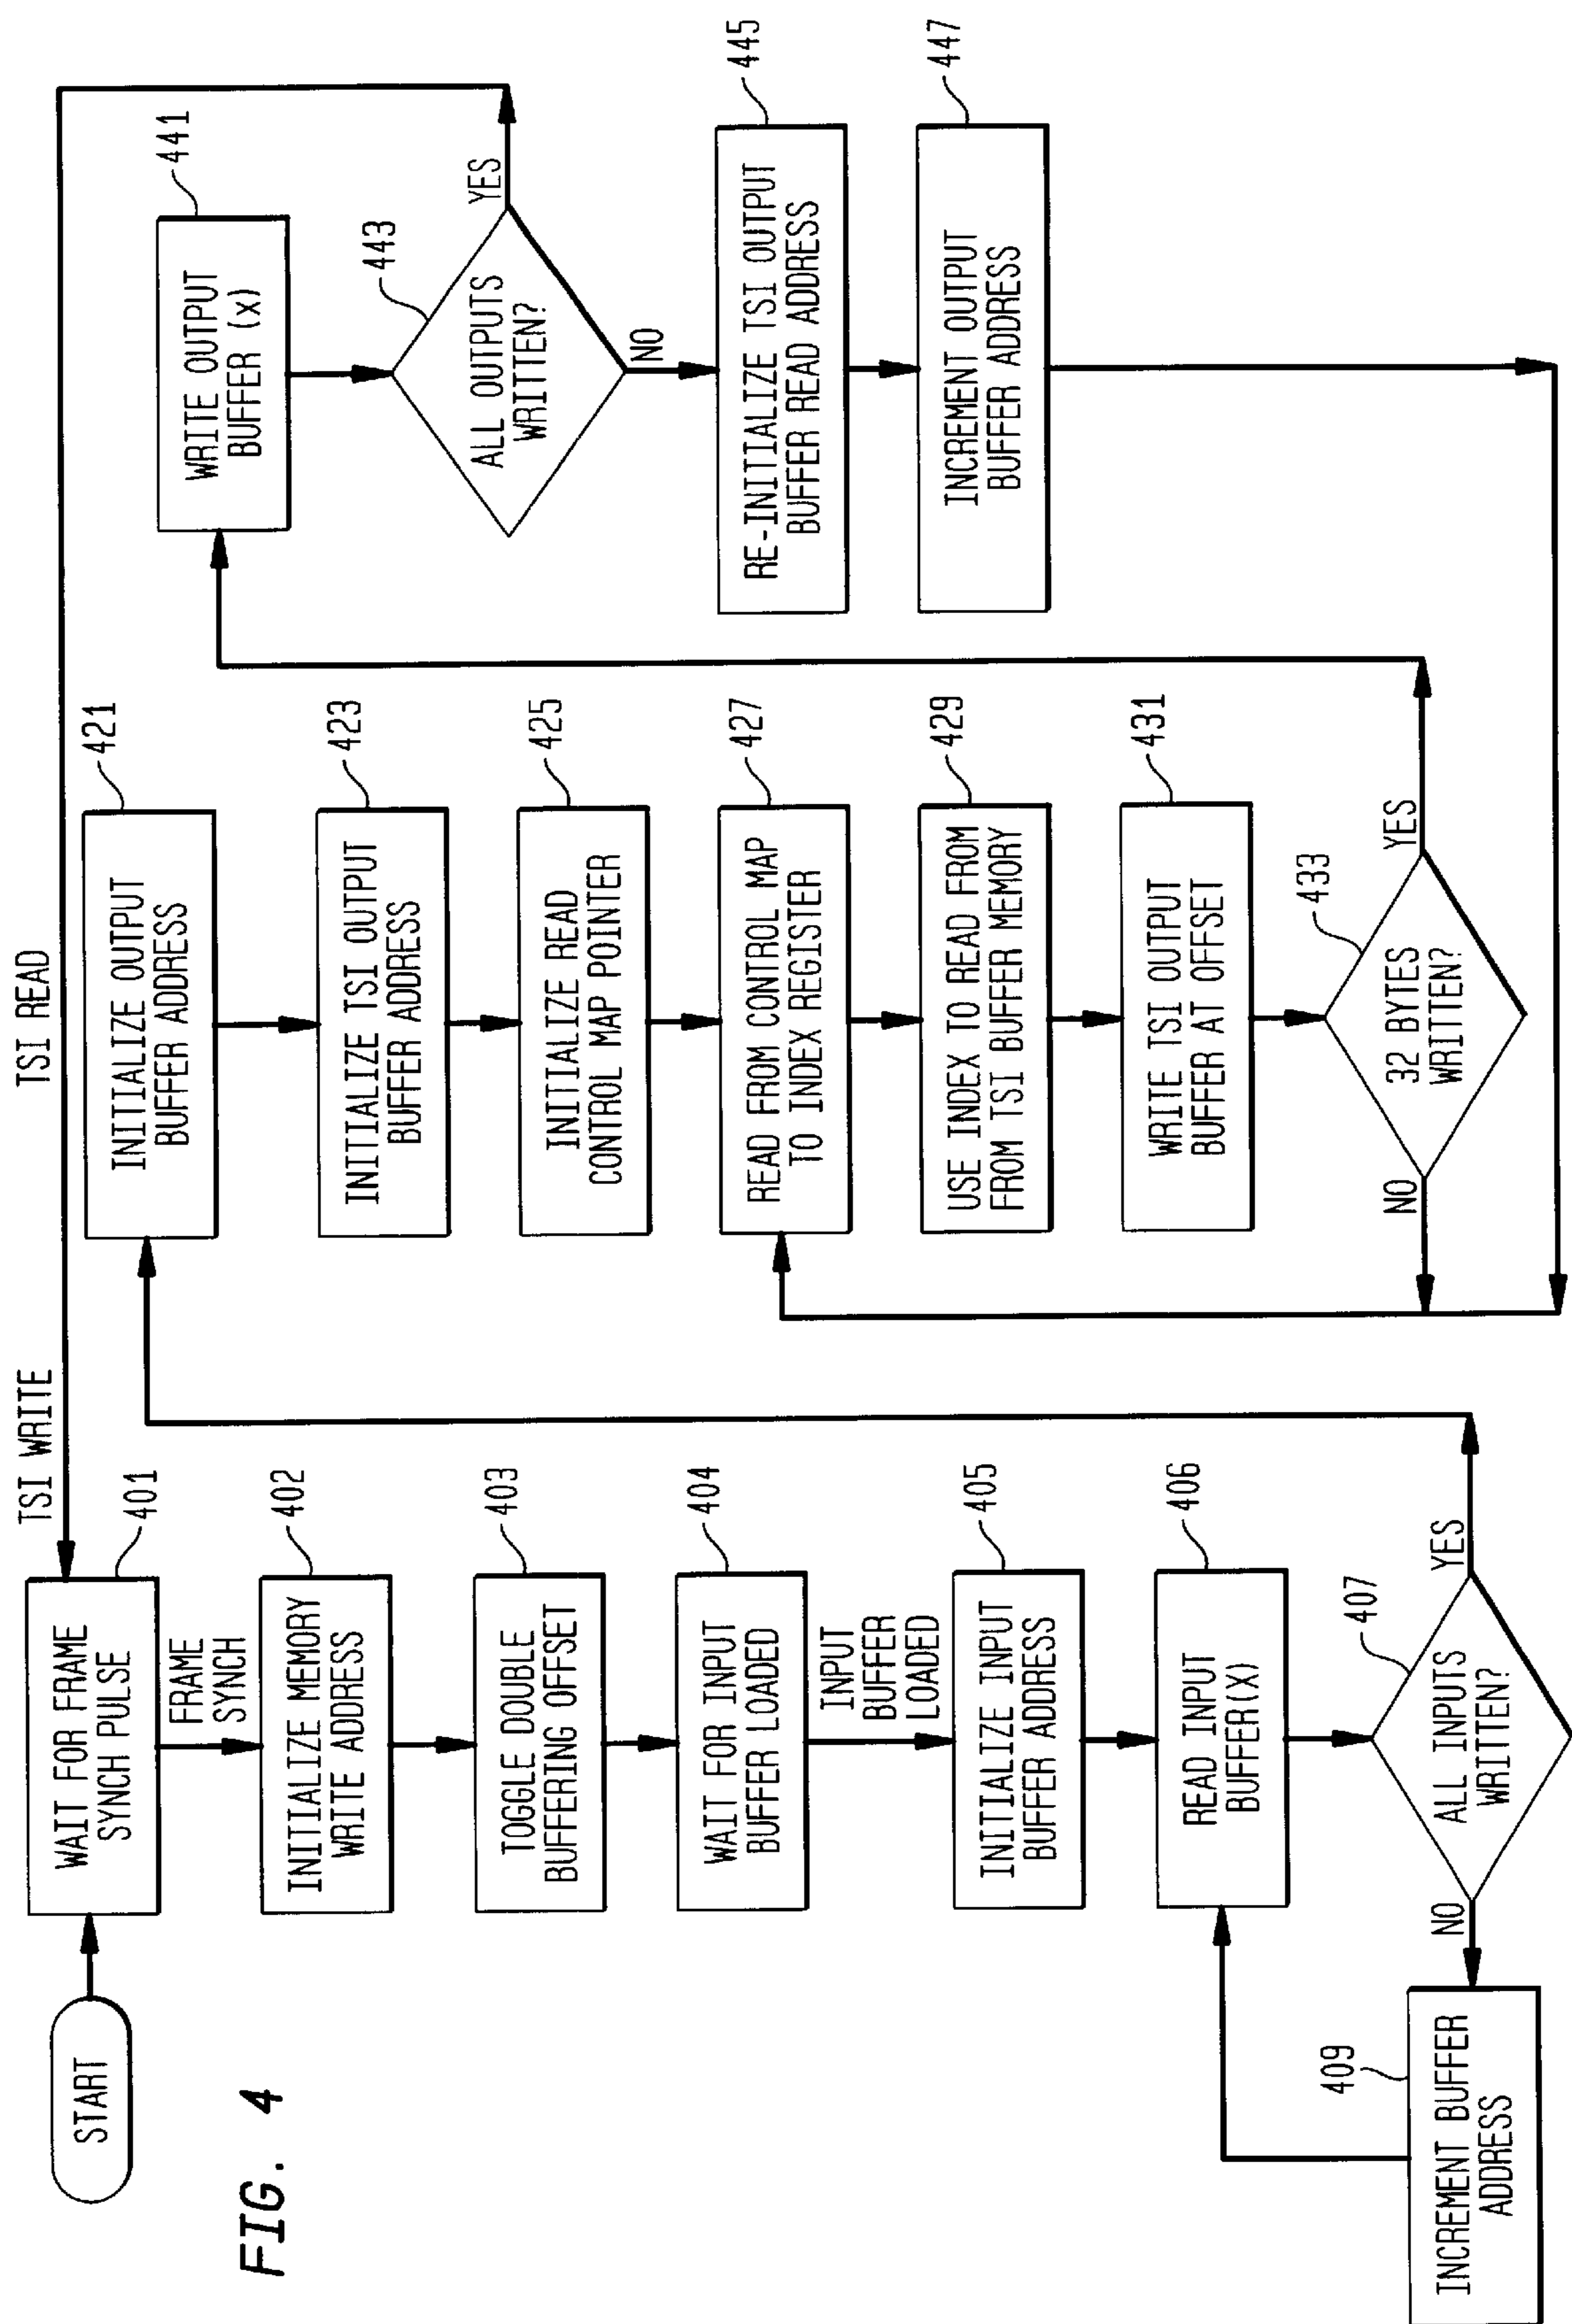 TSI WRITE
TSI READ
START
WAIT FOR FRAME
SYNCH PULSE
401
FRAME
SYNCH
INITIALIZE MEMORY
WRITE ADDRESS
402
TOGGLE DOUBLE
BUFFERING OFFSET
403
WAIT FOR INPUT
BUFFER LOADED
404
INPUT
BUFFER
LOADED
INITIALIZE INPUT
BUFFER ADDRESS
405
READ INPUT
BUFFER(X)
406
ALL INPUTS
WRITTEN?
407
YES
NO
INCREMENT BUFFER
ADDRESS
409
INITIALIZE OUTPUT
BUFFER ADDRESS
421
INITIALIZE TSI OUTPUT
BUFFER ADDRESS
423
INITIALIZE READ
CONTROL MAP POINTER
425
READ FROM CONTROL MAP
TO INDEX REGISTER
427
USE INDEX TO READ FROM
FROM TSI BUFFER MEMORY
429
WRITE TSI OUTPUT
BUFFER AT OFFSET
431
32 BYTES
WRITTEN?
433
NO
YES
WRITE OUTPUT
BUFFER (x)
441
ALL OUTPUTS
WRITTEN?
443
YES
NO
RE-INITIALIZE TSI OUTPUT
BUFFER READ ADDRESS
445
INCREMENT OUTPUT
BUFFER ADDRESS
447
FIG. 4